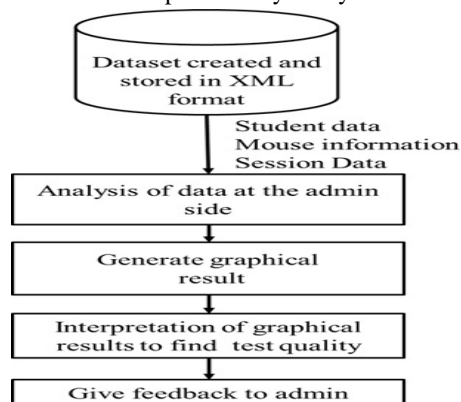 Dataset created and
stored in XML
format
Student data
Mouse information
Session Data
Analysis of data at the admin
side
Generate graphical
result
Interpretation of graphical
results to find test quality
Give feedback to admin